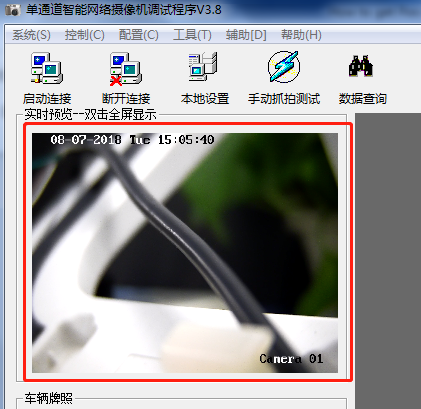 单通道智能网络摄像机调试程序V3.8
系统(S) 控制(C) 配置(C) 工具(T) 辅助[D] 帮助(H)
启动连接 断开连接 本地设置 手动抓拍测试 数据查询
实时预览--双击全屏显示
08-07-2018 Tue 15:05:40
Camera 01
车辆牌照